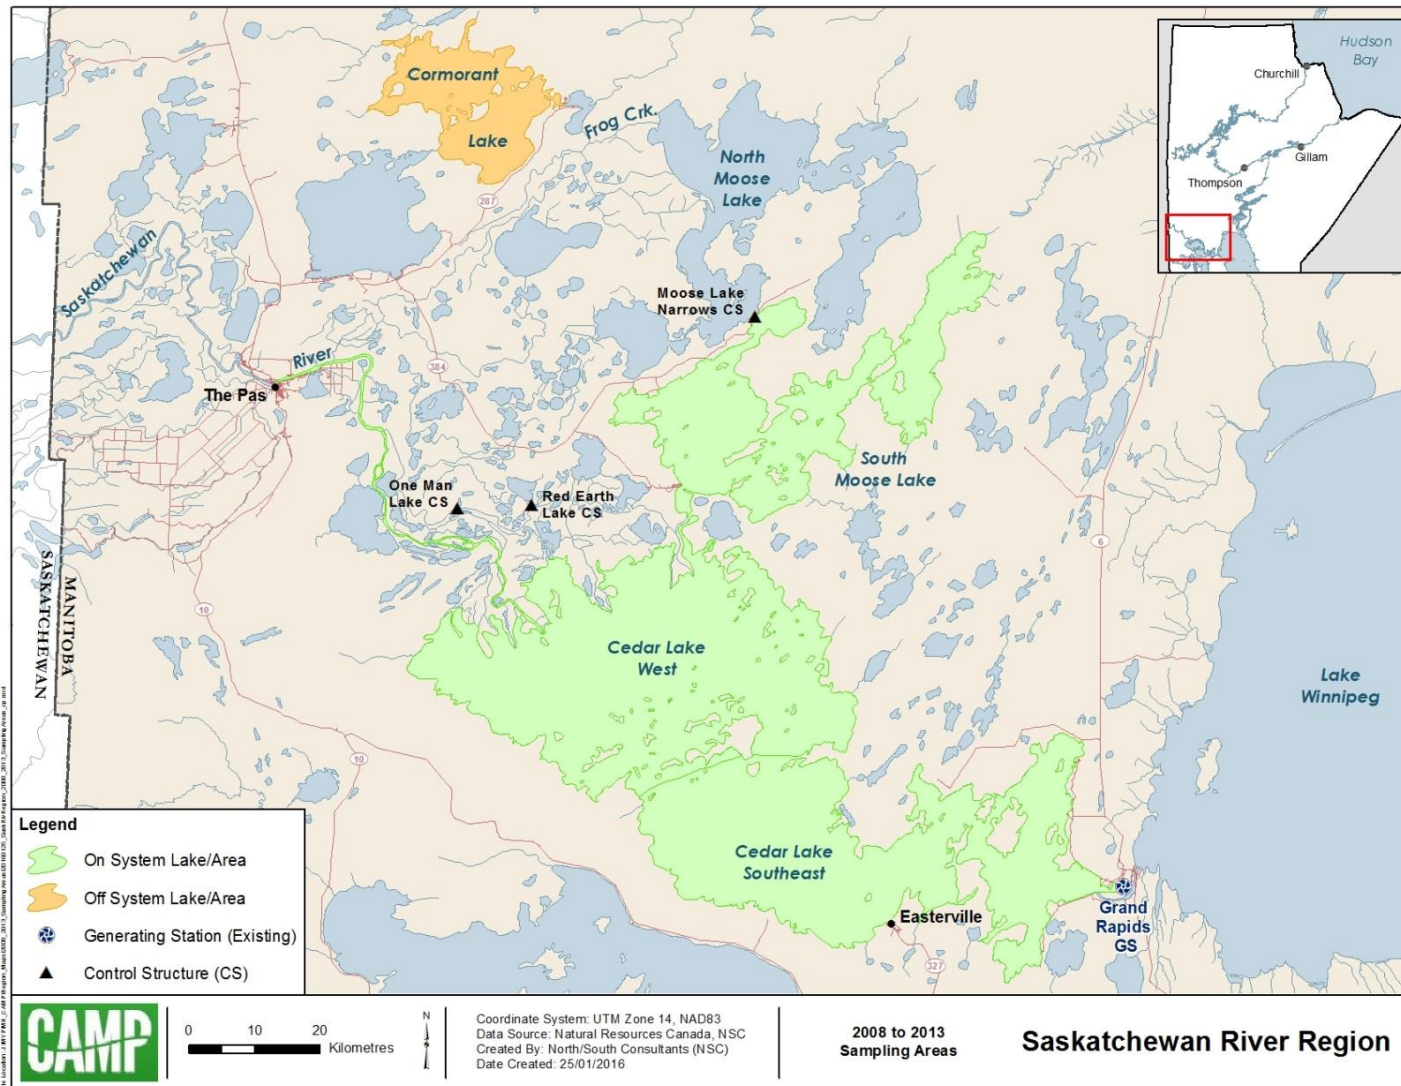 Cormorant
Lake
Frog Crk.
North
Moose
Lake
287
Saskatchewan
River
384
The Pas
Moose Lake
Narrows CS
South
Moose Lake
One Man
Lake CS
Red Earth
Lake CS
6
10
SASKATCHEWAN
MANITOBA
Cedar Lake
West
Lake
Winnipeg
10
Cedar Lake
Southeast
Easterville
327
Grand
Rapids
GS
Hudson
Bay
Churchill
Gillam
Thompson
Legend
On System Lake/Area
Off System Lake/Area
Generating Station (Existing)
Control Structure (CS)
CAMP
0 10 20
Kilometres
N
Coordinate System: UTM Zone 14, NAD83
Data Source: Natural Resources Canada, NSC
Created By: North/South Consultants (NSC)
Date Created: 25/01/2016
2008 to 2013
Sampling Areas
Saskatchewan River Region